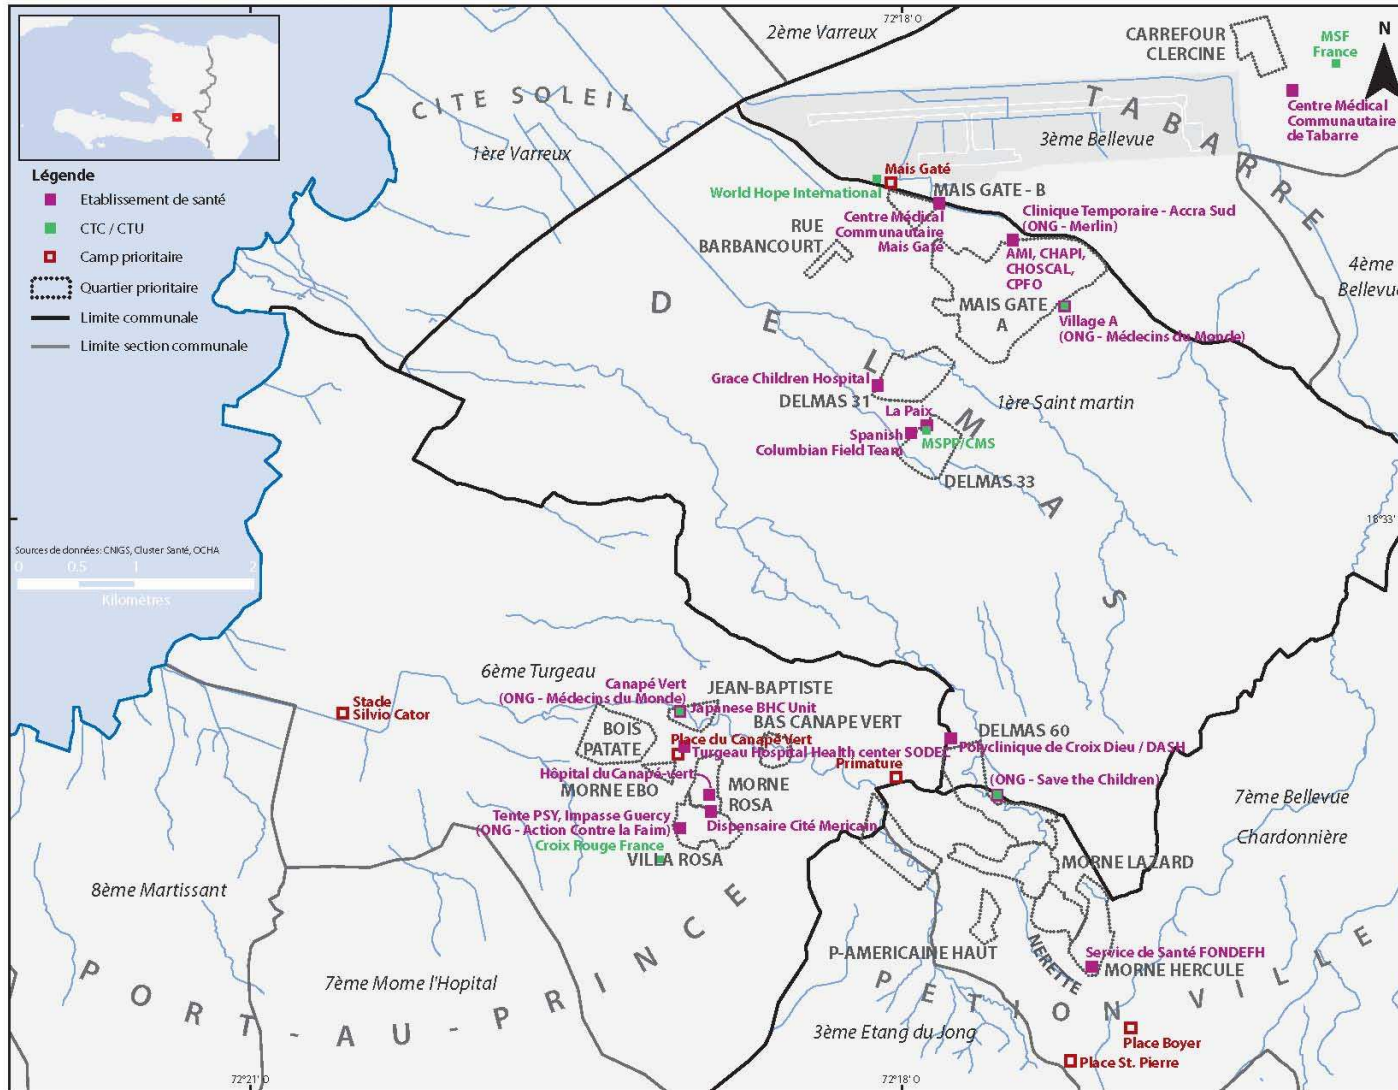 72°18' 0
2ème Varreux
CARREFOUR
CLERCINE
MSF
France
N
Centre Médical
Communautaire
de Tabarre
CITE SOLEIL
1ère Varreux
TABARRE
3ème Bellevue
Légende
Etablissement de santé
CTC / CTU
Camp prioritaire
Quartier prioritaire
Limite communale
Limite section communale
Mais Gaté
World Hope International
MAIS GATE - B
Centre Médical
Communautaire
Mais Gaté
Clinique Temporaire - Accra Sud
(ONG - Merlin)
RUE
BARBANCOURT
AMI, CHAPI,
CHOSCAL,
CPFO
4ème
Bellevue
MAIS GATE
A
Village A
(ONG - Médecins du Monde)
DELMAS
Grace Children Hospital
DELMAS 31
1ère Saint martin
La Paix
Spanish
Columbian Field Team
MSPP/CMS
DELMAS 33
18°33'
Sources de données: CNIGS, Cluster Santé, OCHA
0 0.5 1 2
Kilomètres
6ème Turgeau
Stade
Silvio Cator
Canapé Vert
(ONG - Médecins du Monde)
JEAN-BAPTISTE
Japanese BHC Unit
BOIS
PATATE
BAS CANAPE VERT
Place du Canapé Vert
Turgeau Hospital Health center SODEC
DELMAS 60
Polyclinique de Croix Dieu / DASH
Primature
(ONG - Save the Children)
Hôpital du Canapé-vert
MORNE EBO
MORNE
ROSA
Tente PSY, Impasse Guercy
(ONG - Action Contre la Faim)
Dispensaire Cité Mericain
Croix Rouge France
VILLA ROSA
7ème Bellevue
Chardonnière
MORNE LAZARD
8ème Martissant
7ème Morne l'Hopital
P-AMERICAINE HAUT
NERETTE
Service de Santé FONDEFH
MORNE HERCULE
PORT-AU-PRINCE
PETION VILLE
3ème Etang du Jong
Place Boyer
Place St. Pierre
72°21' 0
72°18' 0